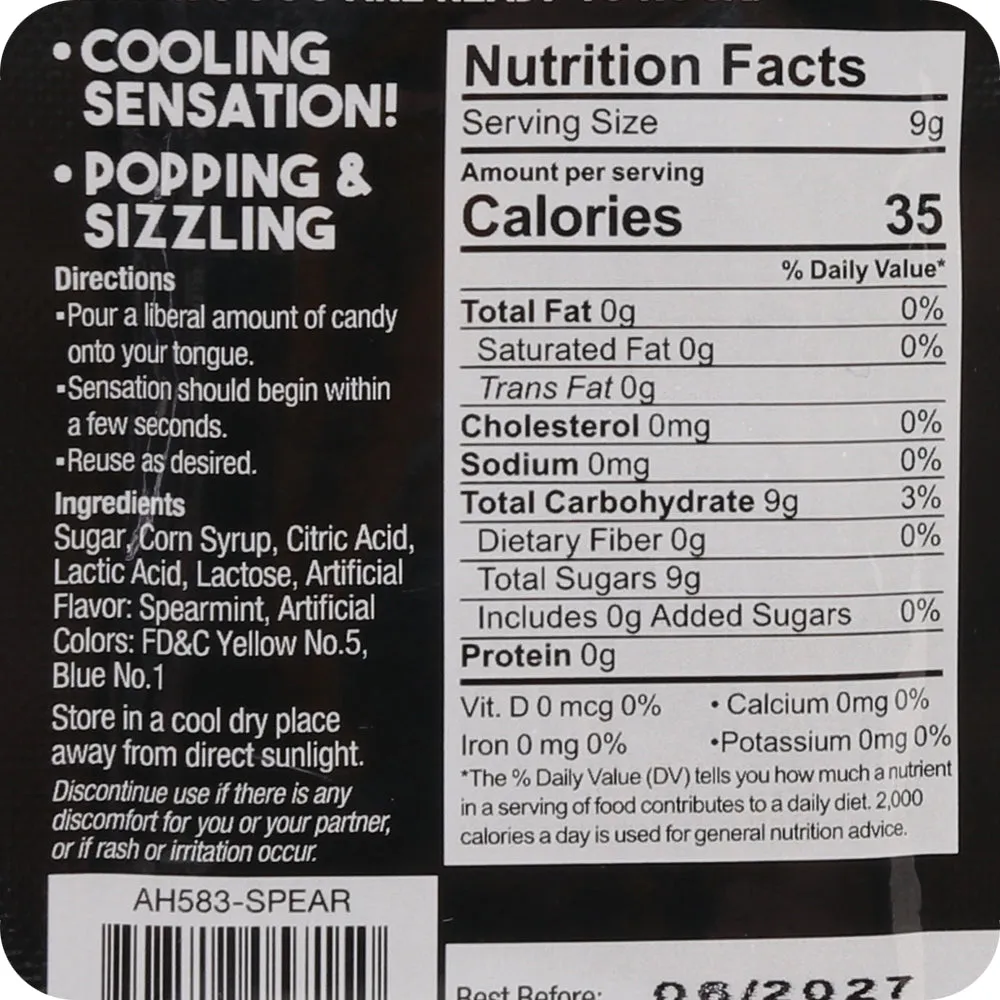 • COOLING
SENSATION!
• POPPING &
SIZZLING
Directions
▪Pour a liberal amount of candy
onto your tongue.
▪Sensation should begin within
a few seconds.
▪Reuse as desired.
Ingredients
Sugar, Corn Syrup, Citric Acid,
Lactic Acid, Lactose, Artificial
Flavor: Spearmint, Artificial
Colors: FD&C Yellow No.5,
Blue No.1
Store in a cool dry place
away from direct sunlight.
Discontinue use if there is any
discomfort for you or your partner,
or if rash or irritation occur.
AH583-SPEAR
Nutrition Facts
Serving Size 9g
Amount per serving
Calories 35
% Daily Value*
Total Fat 0g 0%
Saturated Fat 0g 0%
Trans Fat 0g
Cholesterol 0mg 0%
Sodium 0mg 0%
Total Carbohydrate 9g 3%
Dietary Fiber 0g 0%
Total Sugars 9g
Includes 0g Added Sugars 0%
Protein 0g
Vit. D 0 mcg 0% • Calcium 0mg 0%
Iron 0 mg 0% •Potassium 0mg 0%
*The % Daily Value (DV) tells you how much a nutrient
in a serving of food contributes to a daily diet. 2,000
calories a day is used for general nutrition advice.
Best Before: 08/2027